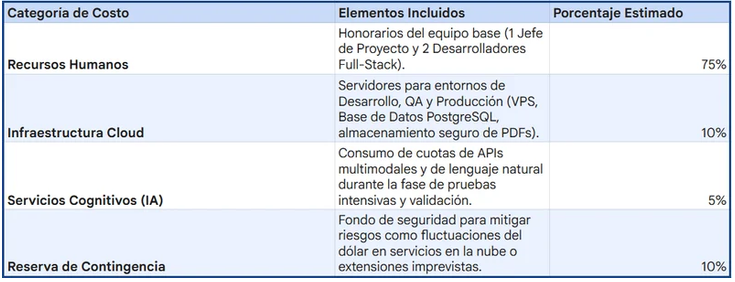 Categoría de Costo Elementos Incluidos Porcentaje Estimado
Honorarios del equipo base (1 Jefe
de Proyecto y 2 Desarrolladores
Recursos Humanos Full-Stack). 75%
Servidores para entornos de
Desarrollo, QA y Producción (VPS,
Base de Datos PostgreSQL,
Infraestructura Cloud almacenamiento seguro de PDFs). 10%
Consumo de cuotas de APIs
multimodales y de lenguaje natural
durante la fase de pruebas
Servicios Cognitivos (IA) intensivas y validación. 5%
Fondo de seguridad para mitigar
riesgos como fluctuaciones del
dólar en servicios en la nube o
Reserva de Contingencia extensiones imprevistas. 10%